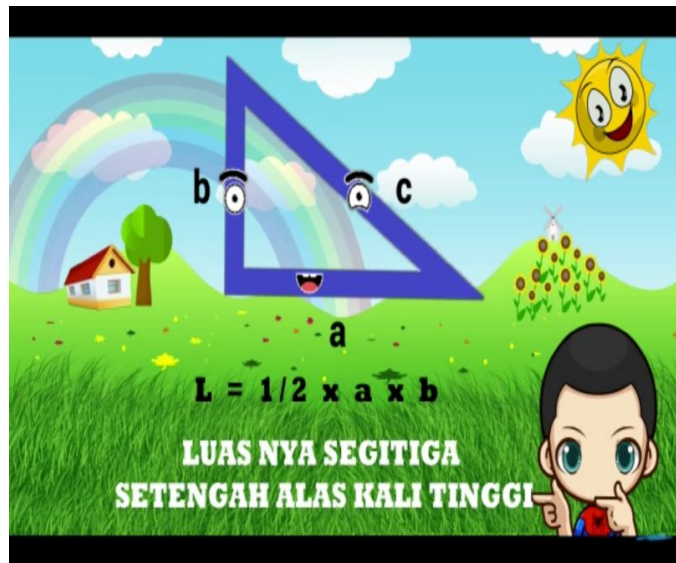 b
c
a
L = 1/2 x a x b
LUAS NYA SEGITIGA
SETENGAH ALAS KALI TINGGI